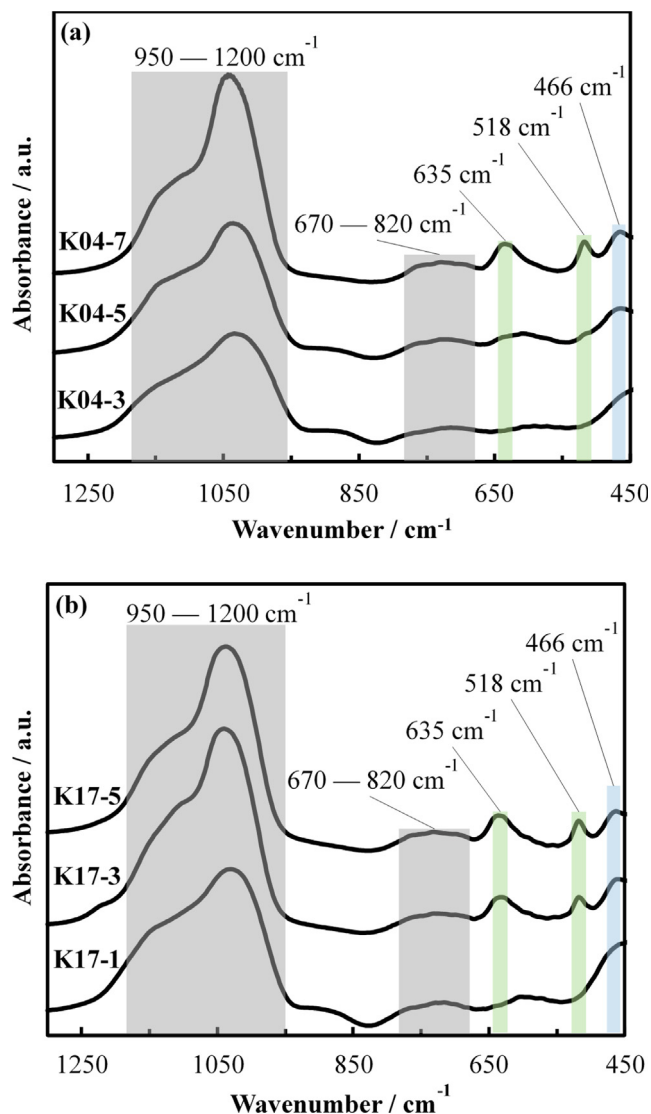 (a)
950 — 1200 cm⁻¹
466 cm⁻¹
518 cm⁻¹
635 cm⁻¹
670 — 820 cm⁻¹
K04-7
K04-5
K04-3
Absorbance / a.u.
1250 1050 850 650 450
Wavenumber / cm⁻¹
(b)
950 — 1200 cm⁻¹
466 cm⁻¹
518 cm⁻¹
635 cm⁻¹
670 — 820 cm⁻¹
K17-5
K17-3
K17-1
Absorbance / a.u.
1250 1050 850 650 450
Wavenumber / cm⁻¹